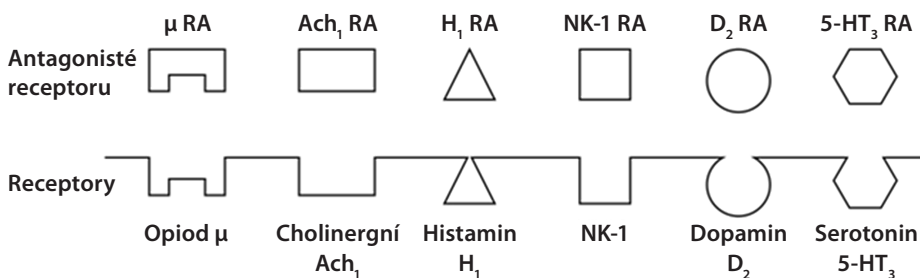 μ RA Ach₁ RA H₁ RA NK-1 RA D₂ RA 5-HT₃ RA
Antagonisté
receptoru
Receptory
Opiod μ Cholinergní Histamin NK-1 Dopamin Serotonin
Ach₁ H₁ D₂ 5-HT₃